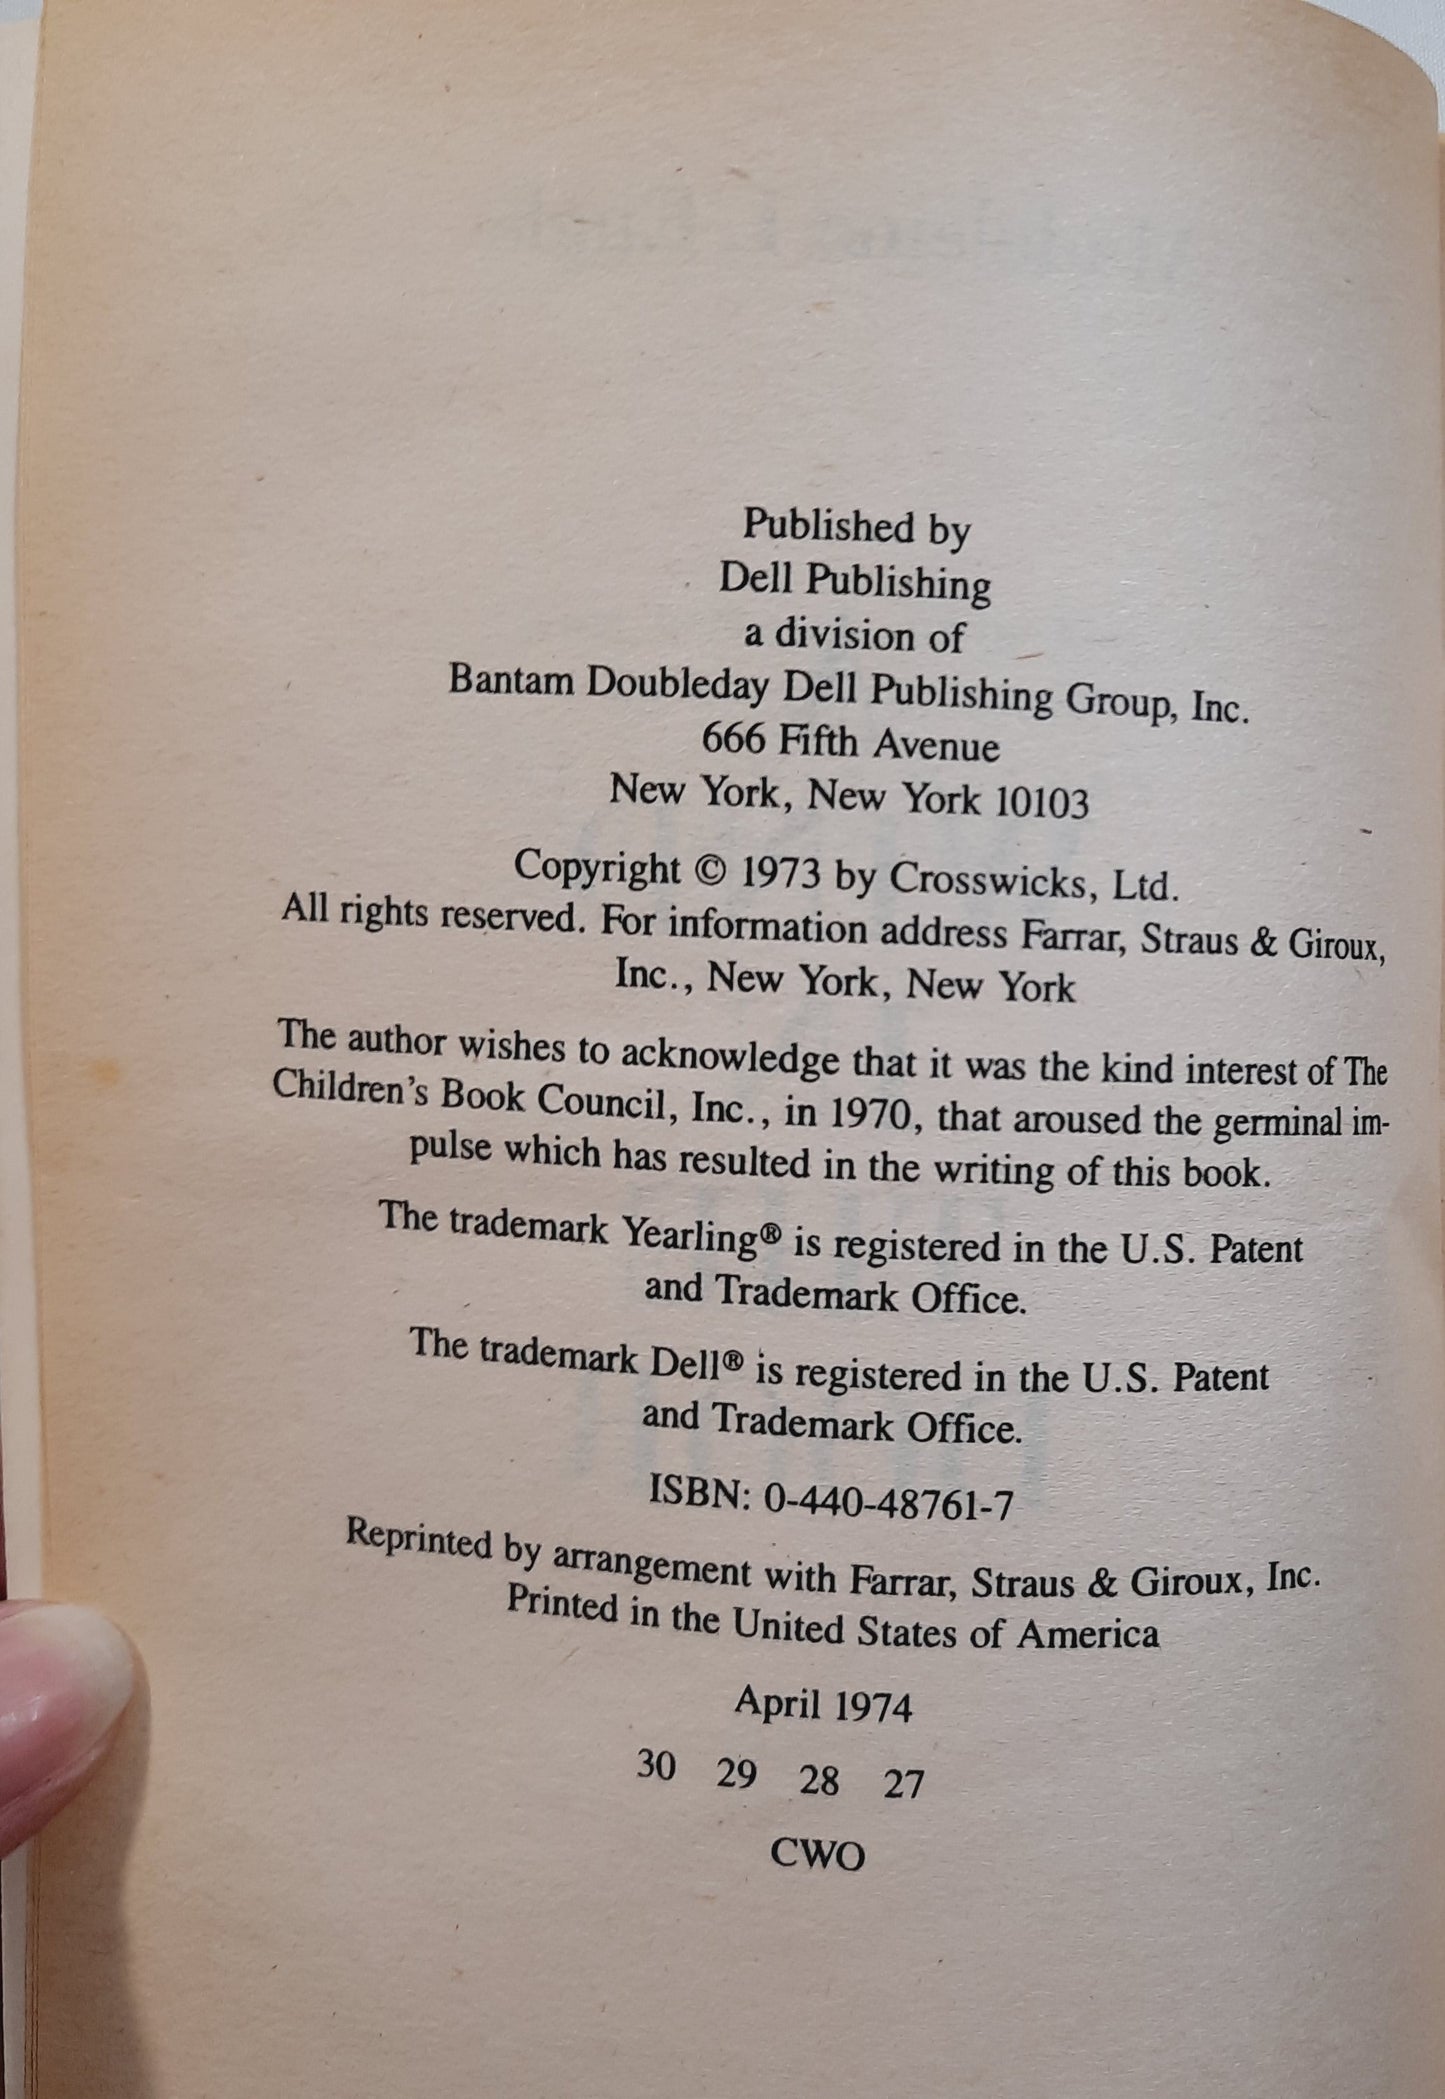 Published by
Dell Publishing
a division of
Bantam Doubleday Dell Publishing Group, Inc.
666 Fifth Avenue
New York, New York 10103
Copyright © 1973 by Crosswicks, Ltd.
All rights reserved. For information address Farrar, Straus & Giroux,
Inc., New York, New York
The author wishes to acknowledge that it was the kind interest of The
Children's Book Council, Inc., in 1970, that aroused the germinal im-
pulse which has resulted in the writing of this book.
The trademark Yearling® is registered in the U.S. Patent
and Trademark Office.
The trademark Dell® is registered in the U.S. Patent
and Trademark Office.
ISBN: 0-440-48761-7
Reprinted by arrangement with Farrar, Straus & Giroux, Inc.
Printed in the United States of America
April 1974
30 29 28 27
CWO